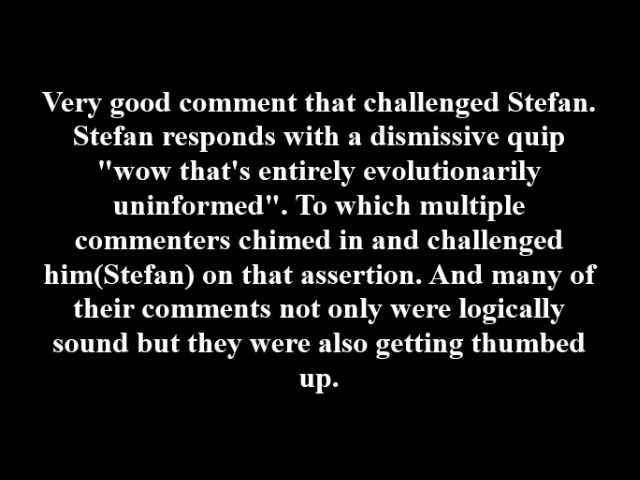 Very good comment that challenged Stefan.
Stefan responds with a dismissive quip
"wow that's entirely evolutionarily
uninformed". To which multiple
commenters chimed in and challenged
him(Stefan) on that assertion. And many of
their comments not only were logically
sound but they were also getting thumbed
up.